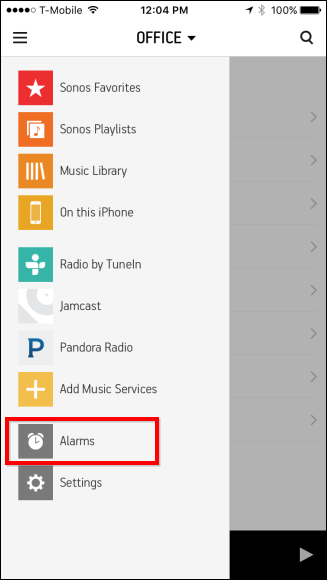 T-Mobile 12:04 PM 100%
OFFICE
Sonos Favorites
Sonos Playlists
Music Library
On this iPhone
Radio by TuneIn
Jamcast
P Pandora Radio
Add Music Services
Alarms
Settings